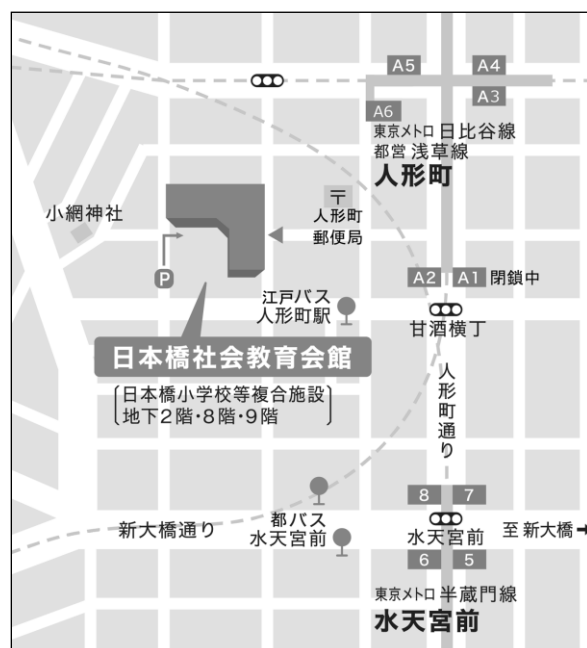 A5
A4
A3
A6
東京メトロ 日比谷線
都営 浅草線
人形町
小網神社
〒
人形町
郵便局
P
A2
A1
閉鎖中
江戸バス
人形町駅
甘酒横丁
日本橋社会教育会館
日本橋小学校等複合施設
地下2階・8階・9階
人形町通り
8
7
新大橋通り
都バス
水天宮前
水天宮前
至 新大橋
6
5
東京メトロ 半蔵門線
水天宮前